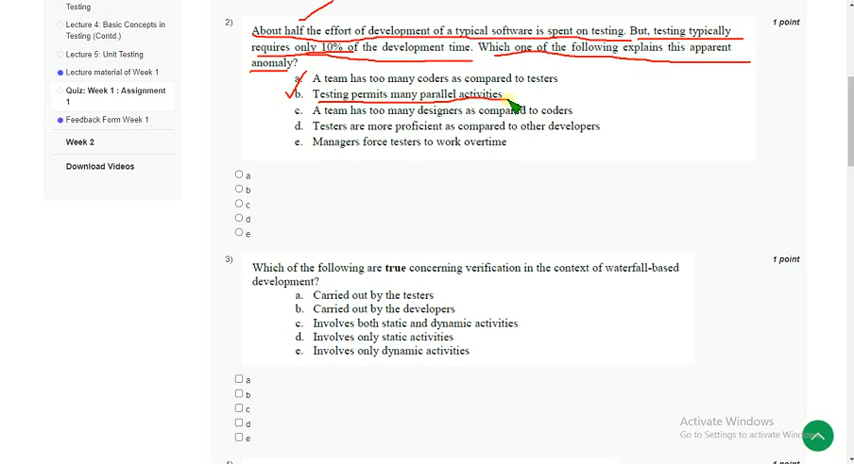 Testing
Lecture 4: Basic Concepts in
Testing (Contd.)
Lecture 5: Unit Testing
Lecture material of Week 1
Quiz: Week 1 : Assignment
1
Feedback Form Week 1
Week 2
Download Videos
2)
1 point
About half the effort of development of a typical software is spent on testing. But, testing typically
requires only 10% of the development time. Which one of the following explains this apparent
anomaly?
a. A team has too many coders as compared to testers
b. Testing permits many parallel activities
c. A team has too many designers as compared to coders
d. Testers are more proficient as compared to other developers
e. Managers force testers to work overtime
a
b
c
d
e
3)
1 point
Which of the following are true concerning verification in the context of waterfall-based
development?
a. Carried out by the testers
b. Carried out by the developers
c. Involves both static and dynamic activities
d. Involves only static activities
e. Involves only dynamic activities
a
b
c
d
e
Activate Windows
Go to Settings to activate Windows
1 point